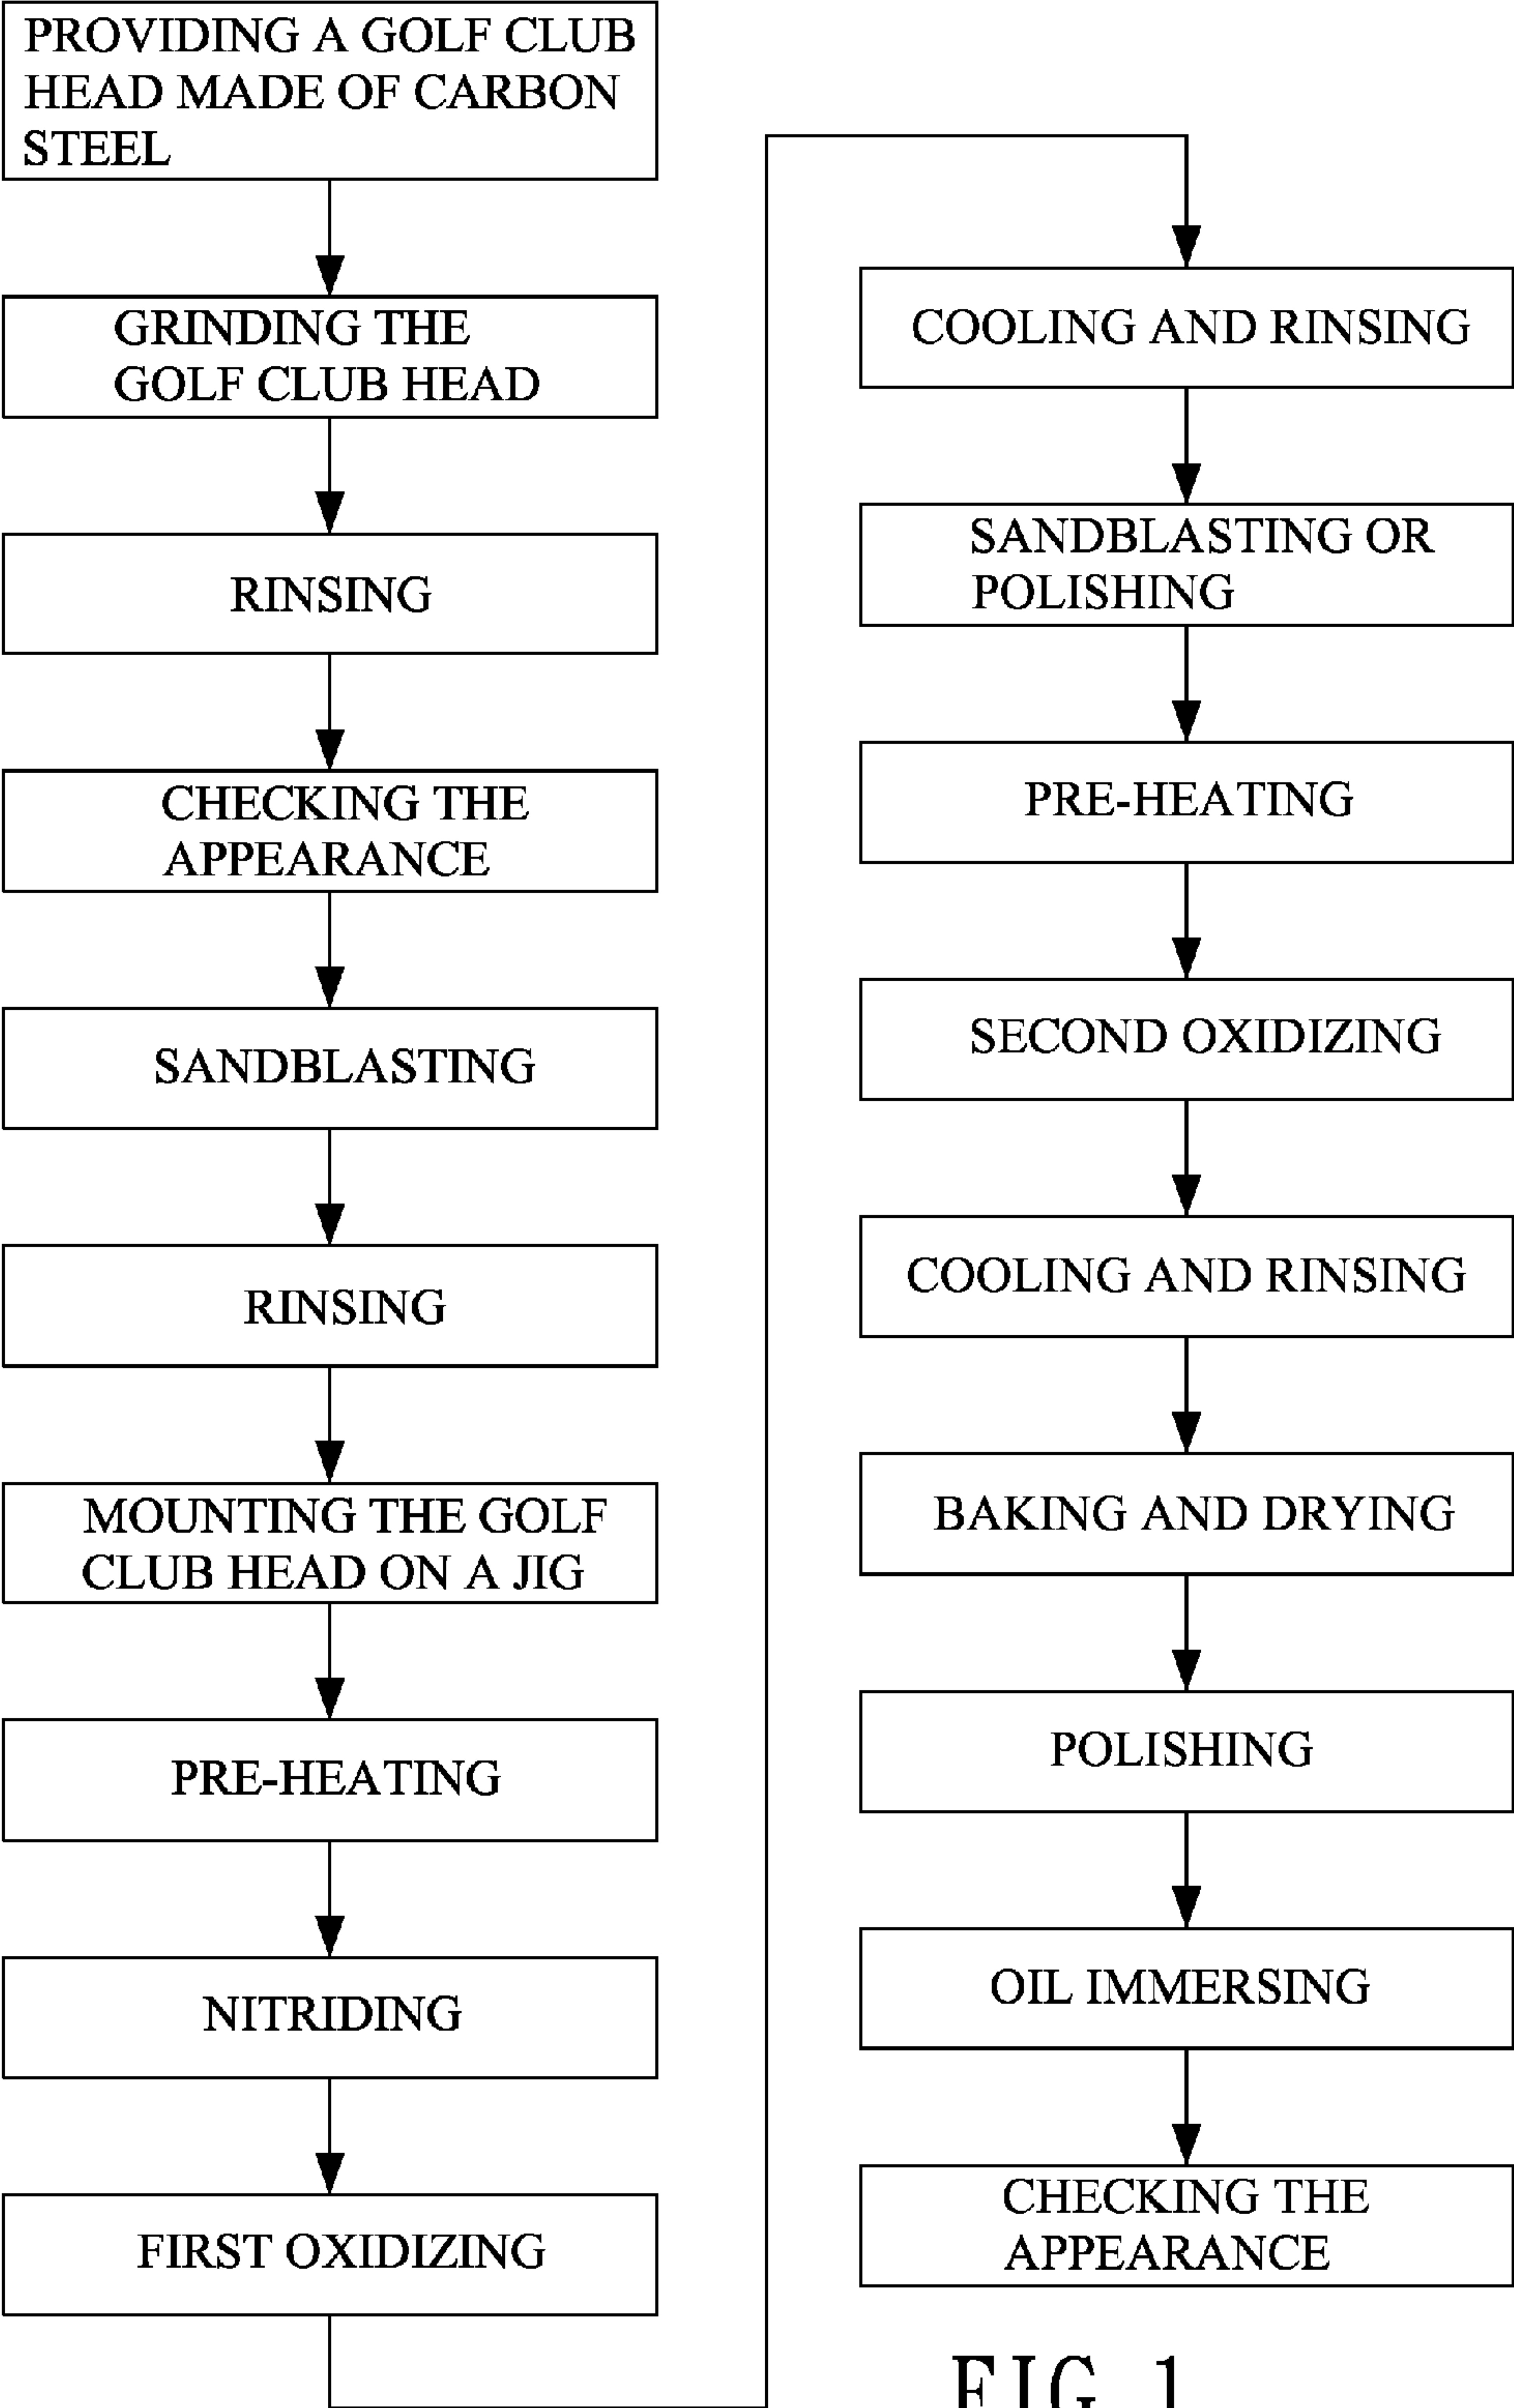 PROVIDING A GOLF CLUB
HEAD MADE OF CARBON
STEEL
GRINDING THE
GOLF CLUB HEAD
RINSING
CHECKING THE
APPEARANCE
SANDBLASTING
RINSING
MOUNTING THE GOLF
CLUB HEAD ON A JIG
PRE-HEATING
NITRIDING
FIRST OXIDIZING
COOLING AND RINSING
SANDBLASTING OR
POLISHING
PRE-HEATING
SECOND OXIDIZING
COOLING AND RINSING
BAKING AND DRYING
POLISHING
OIL IMMERSING
CHECKING THE
APPEARANCE
FIG. 1